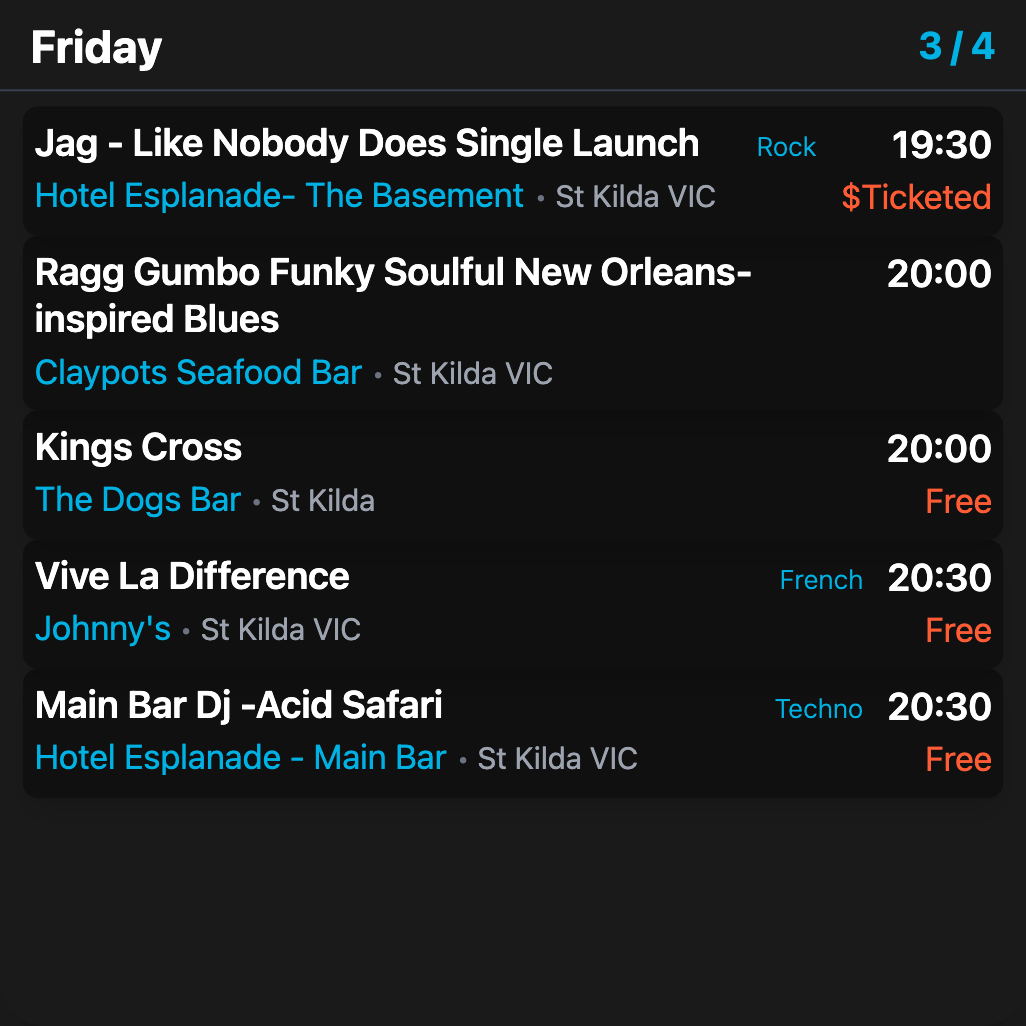 Friday 3 / 4
Jag - Like Nobody Does Single Launch Rock 19:30
Hotel Esplanade- The Basement • St Kilda VIC $Ticketed
Ragg Gumbo Funky Soulful New Orleans- 20:00
inspired Blues
Claypots Seafood Bar • St Kilda VIC
Kings Cross 20:00
The Dogs Bar • St Kilda Free
Vive La Difference French 20:30
Johnny's • St Kilda VIC Free
Main Bar Dj -Acid Safari Techno 20:30
Hotel Esplanade - Main Bar • St Kilda VIC Free